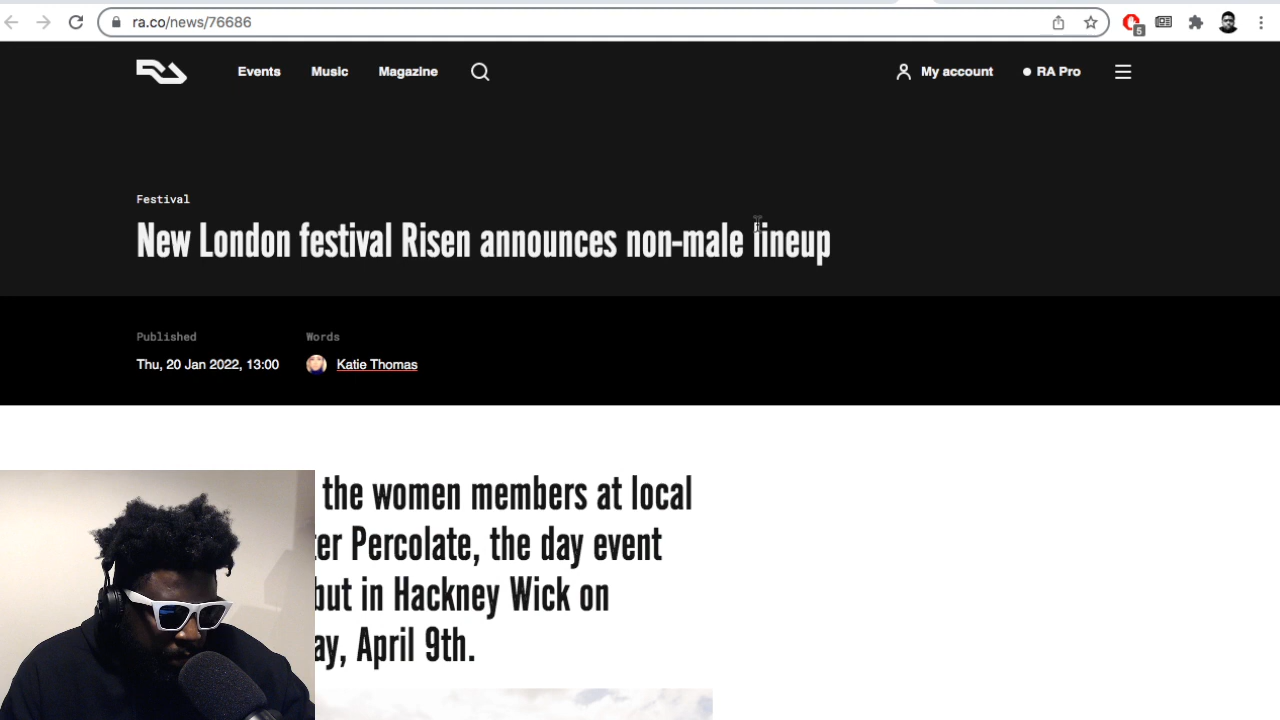 ra.co/news/76686
5
Events Music Magazine My account RA Pro
Festival
New London festival Risen announces non-male lineup
Published Words
Thu, 20 Jan 2022, 13:00 Katie Thomas
the women members at local
ter Percolate, the day event
but in Hackney Wick on
ay, April 9th.